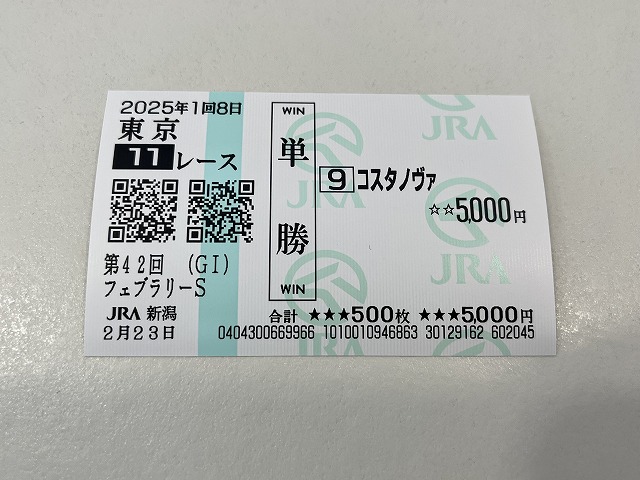 2025年1回8日
東京
11レース
第42回 (GI)
フェブラリーS
JRA 新潟
2月23日
WIN
単勝
WIN
9 コスタノヴァ
☆☆5,000円
合計 ★★★500枚 ★★★5,000円
0404300669966 1010010946863 30129162 602045
JRA
JRA
JRA
JRA